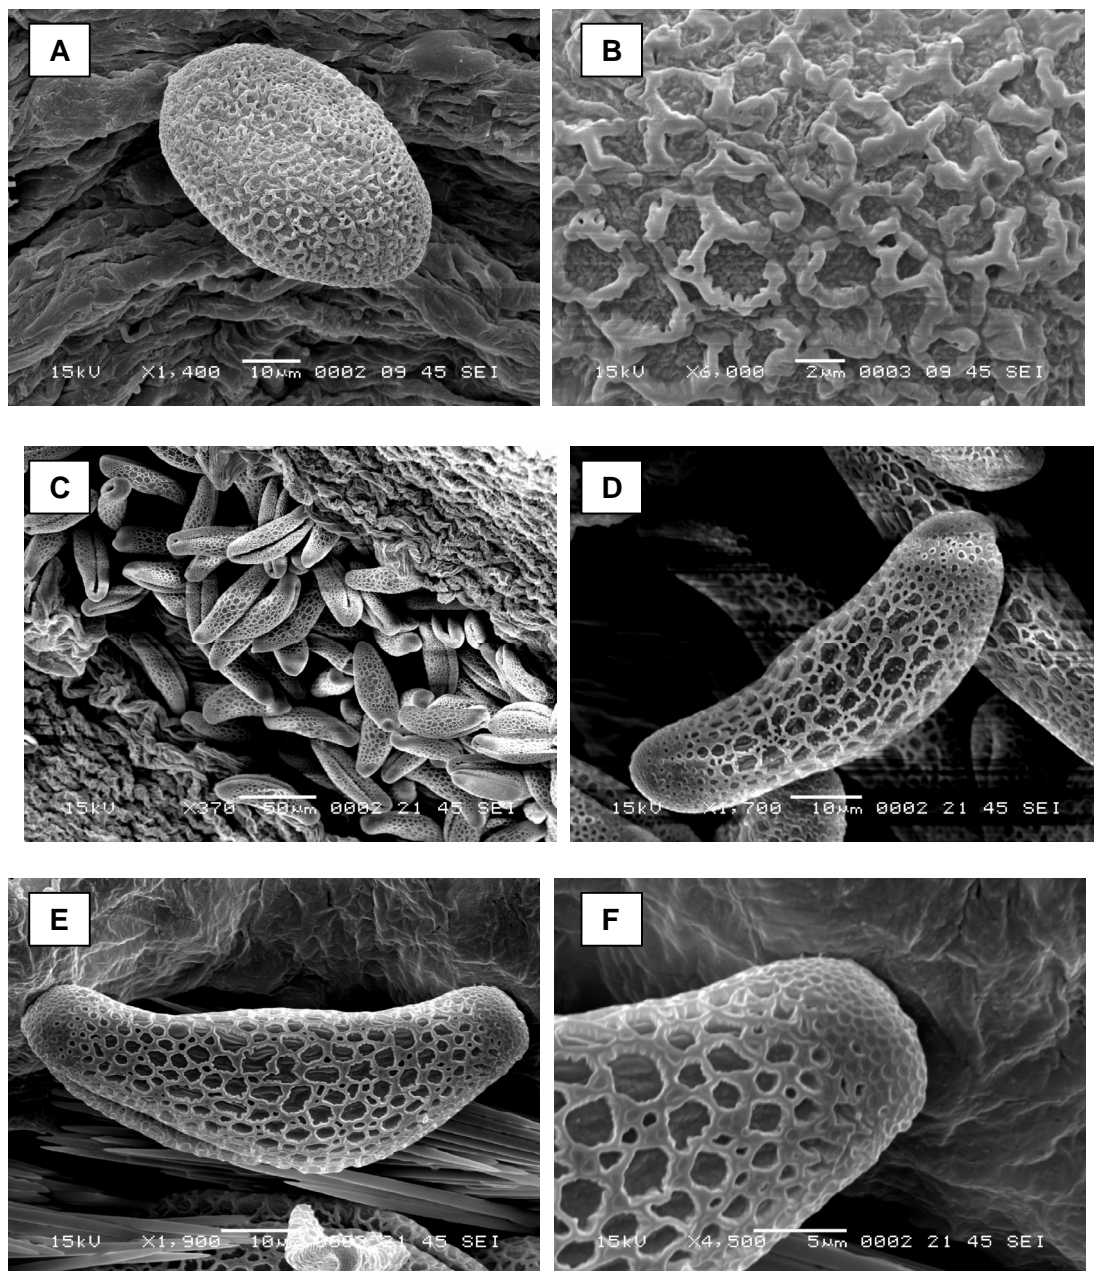 A
15kV X1,400 10μm 0002 09 45 SEI
B
15kV X6,000 2μm 0003 09 45 SEI
C
15kV X370 50μm 0002 21 45 SEI
D
15kV X1,700 10μm 0002 21 45 SEI
E
15kV X1,900 10μm 21 45 SEI
F
15kV X4,500 5μm 0002 21 45 SEI